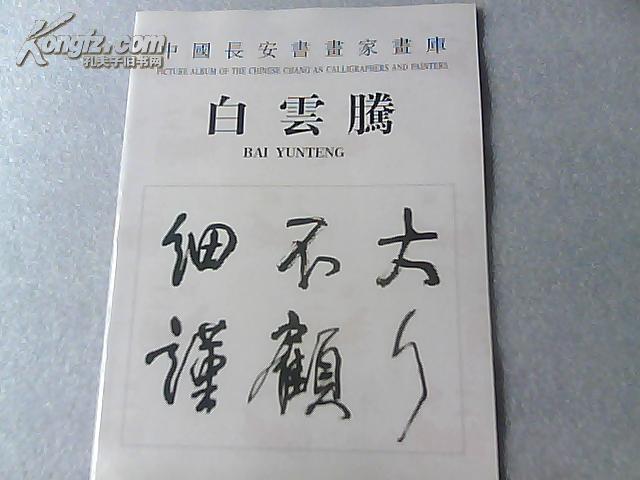 Kongfz.com
孔夫子旧书网
中國長安書畫家畫庫
PICTURE ALBUM OF THE CHINESE CHANG'AN CALLIGRAPHERS AND PAINTERS
白雲騰
BAI YUNTENG
大行
不顧
細謹